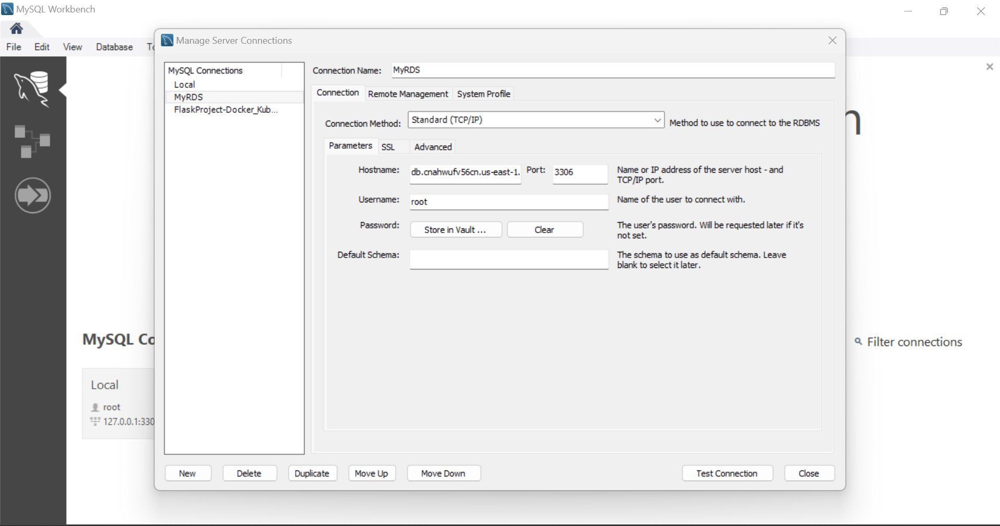 MySQL Workbench
File Edit View Database
Manage Server Connections
MySQL Connections
Local
MyRDS
FlaskProject-Docker_Kub...
Connection Name: MyRDS
Connection Remote Management System Profile
Connection Method: Standard (TCP/IP) Method to use to connect to the RDBMS
Parameters SSL Advanced
Hostname: db.cnahwufv56cn.us-east-1. Port: 3306 Name or IP address of the server host - and
TCP/IP port.
Username: root Name of the user to connect with.
Password: Store in Vault ... Clear The user's password. Will be requested later if it's
not set.
Default Schema: The schema to use as default schema. Leave
blank to select it later.
MySQL Co
Filter connections
Local
root
127.0.0.1:330
New Delete Duplicate Move Up Move Down Test Connection Close